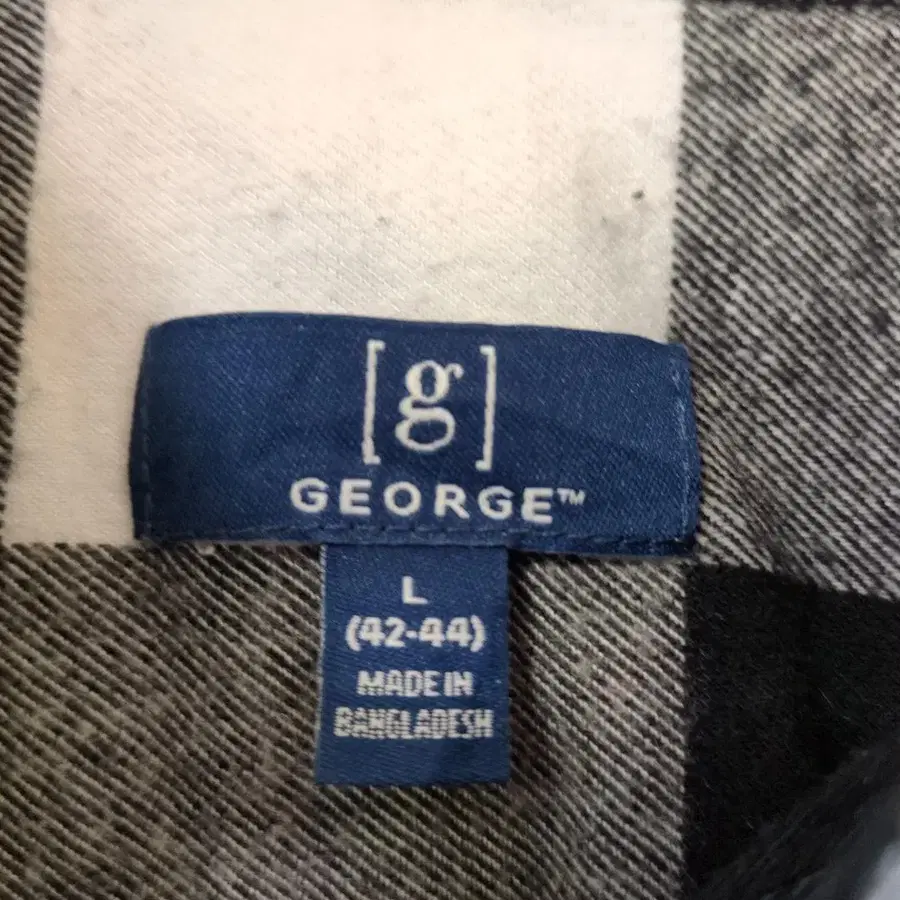 [g]
GEORGE™
L
(42-44)
MADE IN
BANGLADESH